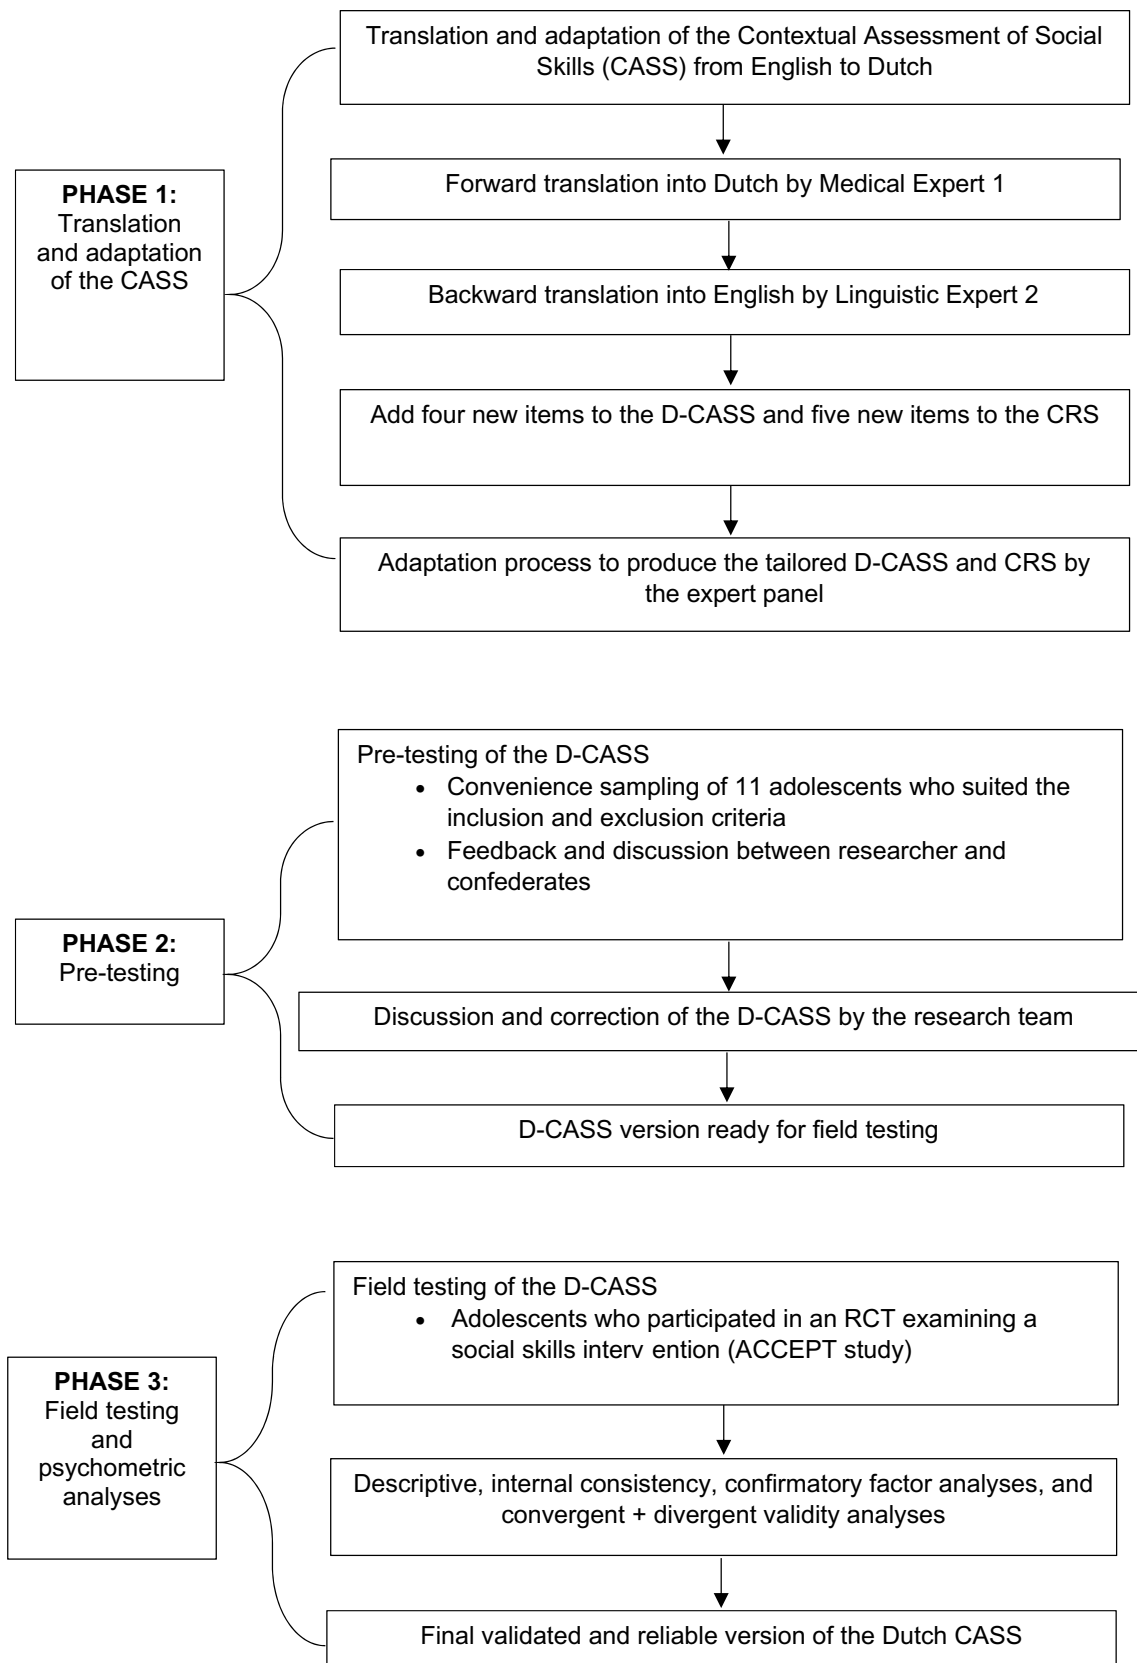 Translation and adaptation of the Contextual Assessment of Social
Skills (CASS) from English to Dutch
PHASE 1:
Translation
and adaptation
of the CASS
Forward translation into Dutch by Medical Expert 1
Backward translation into English by Linguistic Expert 2
Add four new items to the D-CASS and five new items to the CRS
Adaptation process to produce the tailored D-CASS and CRS by
the expert panel
PHASE 2:
Pre-testing
Pre-testing of the D-CASS
• Convenience sampling of 11 adolescents who suited the
inclusion and exclusion criteria
• Feedback and discussion between researcher and
confederates
Discussion and correction of the D-CASS by the research team
D-CASS version ready for field testing
PHASE 3:
Field testing
and
psychometric
analyses
Field testing of the D-CASS
• Adolescents who participated in an RCT examining a
social skills interv ention (ACCEPT study)
Descriptive, internal consistency, confirmatory factor analyses, and
convergent + divergent validity analyses
Final validated and reliable version of the Dutch CASS